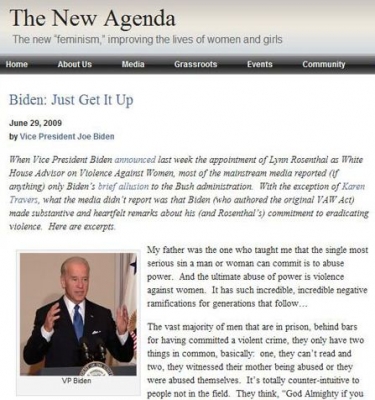 The New Agenda
The new "feminism," improving the lives of women and girls
Home About Us Media Grassroots Events Community
Biden: Just Get It Up
June 29, 2009
by Vice President Joe Biden
When Vice President Biden announced last week the appointment of Lynn Rosenthal as White
House Advisor on Violence Against Women, most of the mainstream media reported (if
anything) only Biden's brief allusion to the Bush administration. With the exception of Karen
Travers, what the media didn't report was that Biden (who authored the original VAW Act)
made substantive and heartfelt remarks about his (and Rosenthal's) commitment to eradicating
violence. Here are excerpts.
My father was the one who taught me that the single most
serious sin a man or woman can commit is to abuse
power. And the ultimate abuse of power is violence
against women. It has such incredible, incredible negative
ramifications for generations that follow…
The vast majority of men that are in prison, behind bars
for having committed a violent crime, they only have two
things in common, basically: one, they can't read and
two, they witnessed their mother being abused or they
were abused themselves. It's totally counter-intuitive to
people not in the field. They think, "God Almighty if you
VP Biden